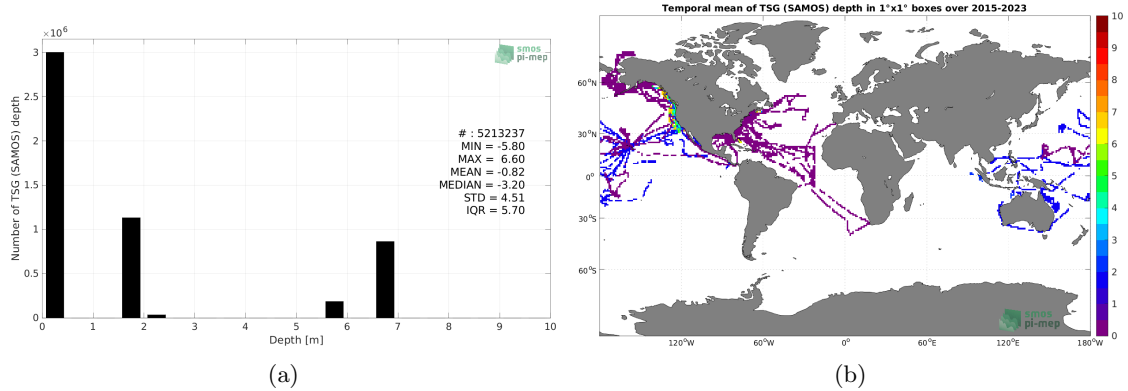 ×10⁶
3
2.5
2
1.5
1
0.5
0
Number of TSG (SAMOS) depth
smos
pi-mep
# : 5213237
MIN = -5.80
MAX = 6.60
MEAN = -0.82
MEDIAN = -3.20
STD = 4.51
IQR = 5.70
0 1 2 3 4 5 6 7 8 9 10
Depth [m]
(a)
Temporal mean of TSG (SAMOS) depth in 1°x1° boxes over 2015-2023
60°N
30°N
0°
30°S
60°S
120°W 60°W 0° 60°E 120°E 180°W
smos
pi-mep
10
9
8
7
6
5
4
3
2
1
0
(b)